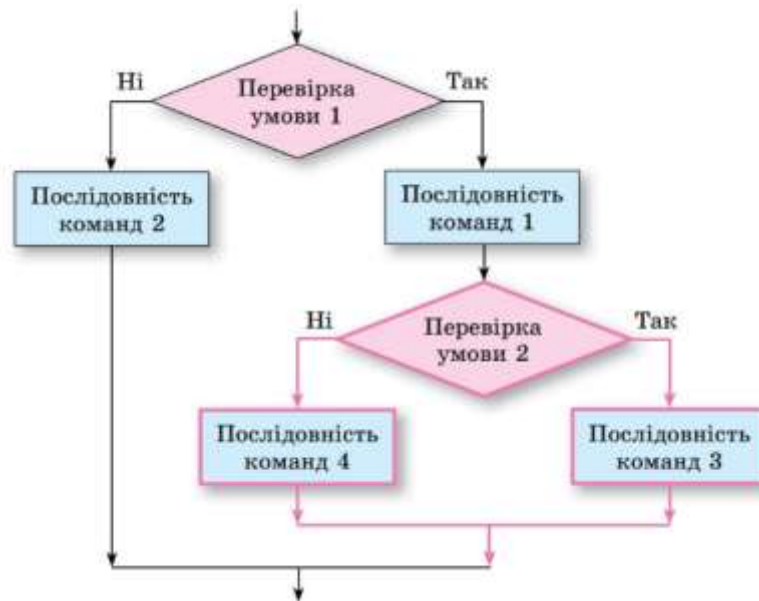 Ні
Перевірка
умови 1
Так
Послідовність
команд 2
Послідовність
команд 1
Ні
Перевірка
умови 2
Так
Послідовність
команд 4
Послідовність
команд 3